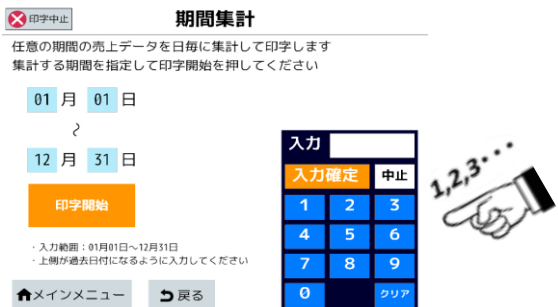 印字中止
期間集計
任意の期間の売上データを日毎に集計して印字します
集計する期間を指定して印字開始を押してください
01 月 01 日
~
12 月 31 日
印字開始
・入力範囲：01月01日～12月31日
・上側が過去日付になるように入力してください
メインメニュー 戻る
入力
入力確定 中止
1 2 3
4 5 6
7 8 9
0 クリア
1,2,3・・・